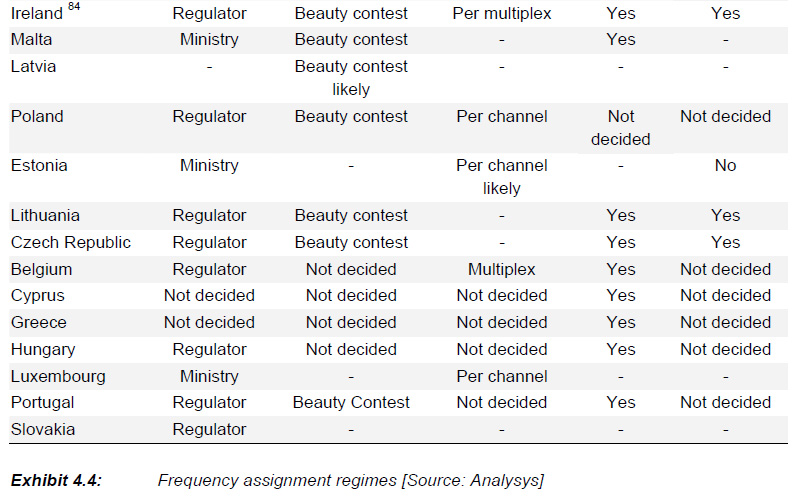 Ireland 84 Regulator Beauty contest Per multiplex Yes Yes
Malta Ministry Beauty contest - Yes -
Latvia - Beauty contest - - -
likely
Poland Regulator Beauty contest Per channel Not Not decided
decided
Estonia Ministry - Per channel - No
likely
Lithuania Regulator Beauty contest - Yes Yes
Czech Republic Regulator Beauty contest - Yes Yes
Belgium Regulator Not decided Multiplex Yes Not decided
Cyprus Not decided Not decided Not decided Yes Not decided
Greece Not decided Not decided Not decided Yes Not decided
Hungary Regulator Not decided Not decided Yes Not decided
Luxembourg Ministry - Per channel - -
Portugal Regulator Beauty Contest Not decided Yes Not decided
Slovakia Regulator - - - -
Exhibit 4.4: Frequency assignment regimes [Source: Analysys]